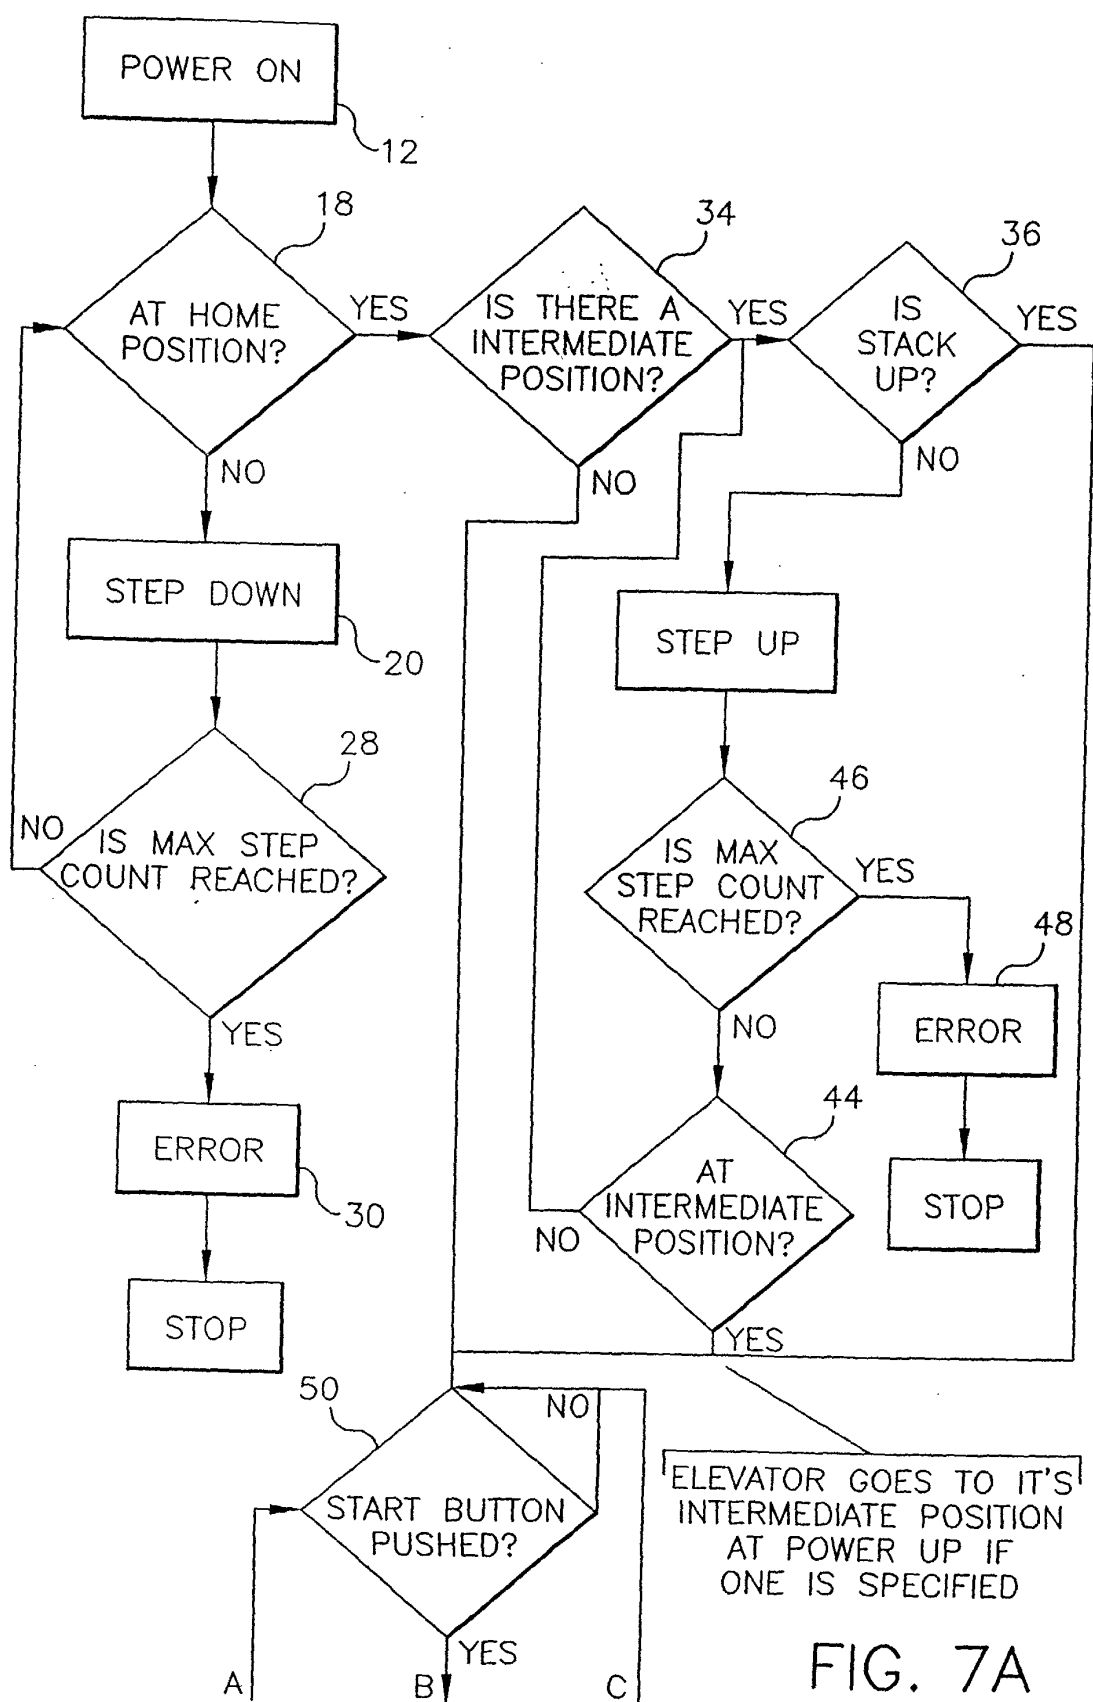 POWER ON
12
18
AT HOME
POSITION?
YES
NO
34
IS THERE A
INTERMEDIATE
POSITION?
YES
NO
36
IS
STACK
UP?
YES
NO
STEP DOWN
20
28
IS MAX STEP
COUNT REACHED?
NO
YES
ERROR
30
STOP
STEP UP
46
IS MAX
STEP COUNT
REACHED?
YES
NO
48
ERROR
STOP
44
AT
INTERMEDIATE
POSITION?
NO
YES
50
START BUTTON
PUSHED?
NO
YES
A
B
C
ELEVATOR GOES TO IT'S
INTERMEDIATE POSITION
AT POWER UP IF
ONE IS SPECIFIED
FIG. 7A